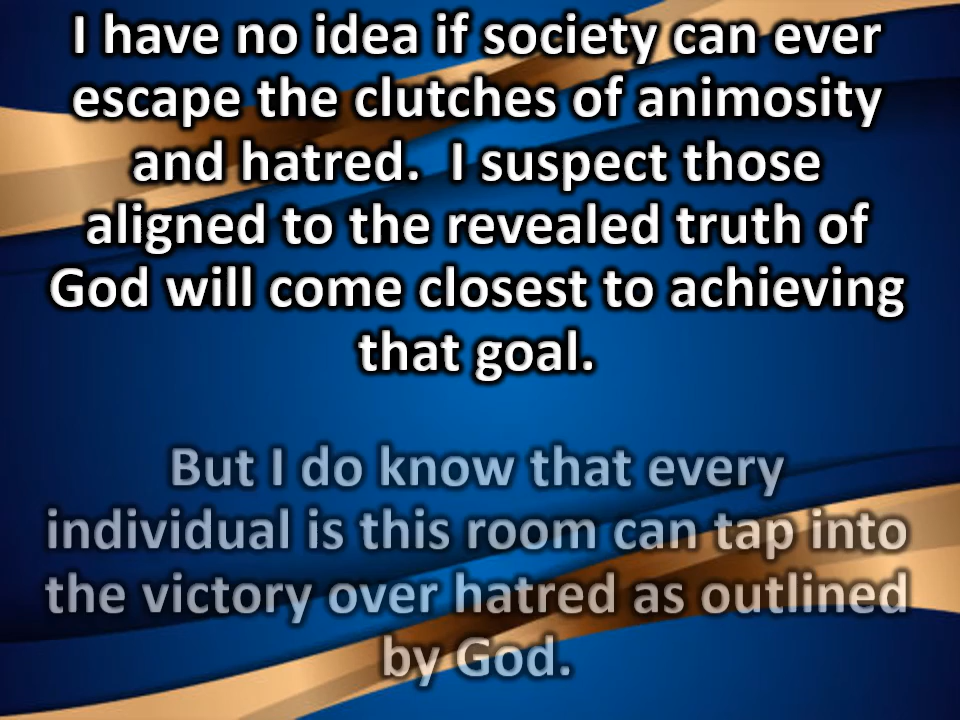 I have no idea if society can ever
escape the clutches of animosity
and hatred.  I suspect those
aligned to the revealed truth of
God will come closest to achieving
that goal.
But I do know that every
individual is this room can tap into
the victory over hatred as outlined
by God.